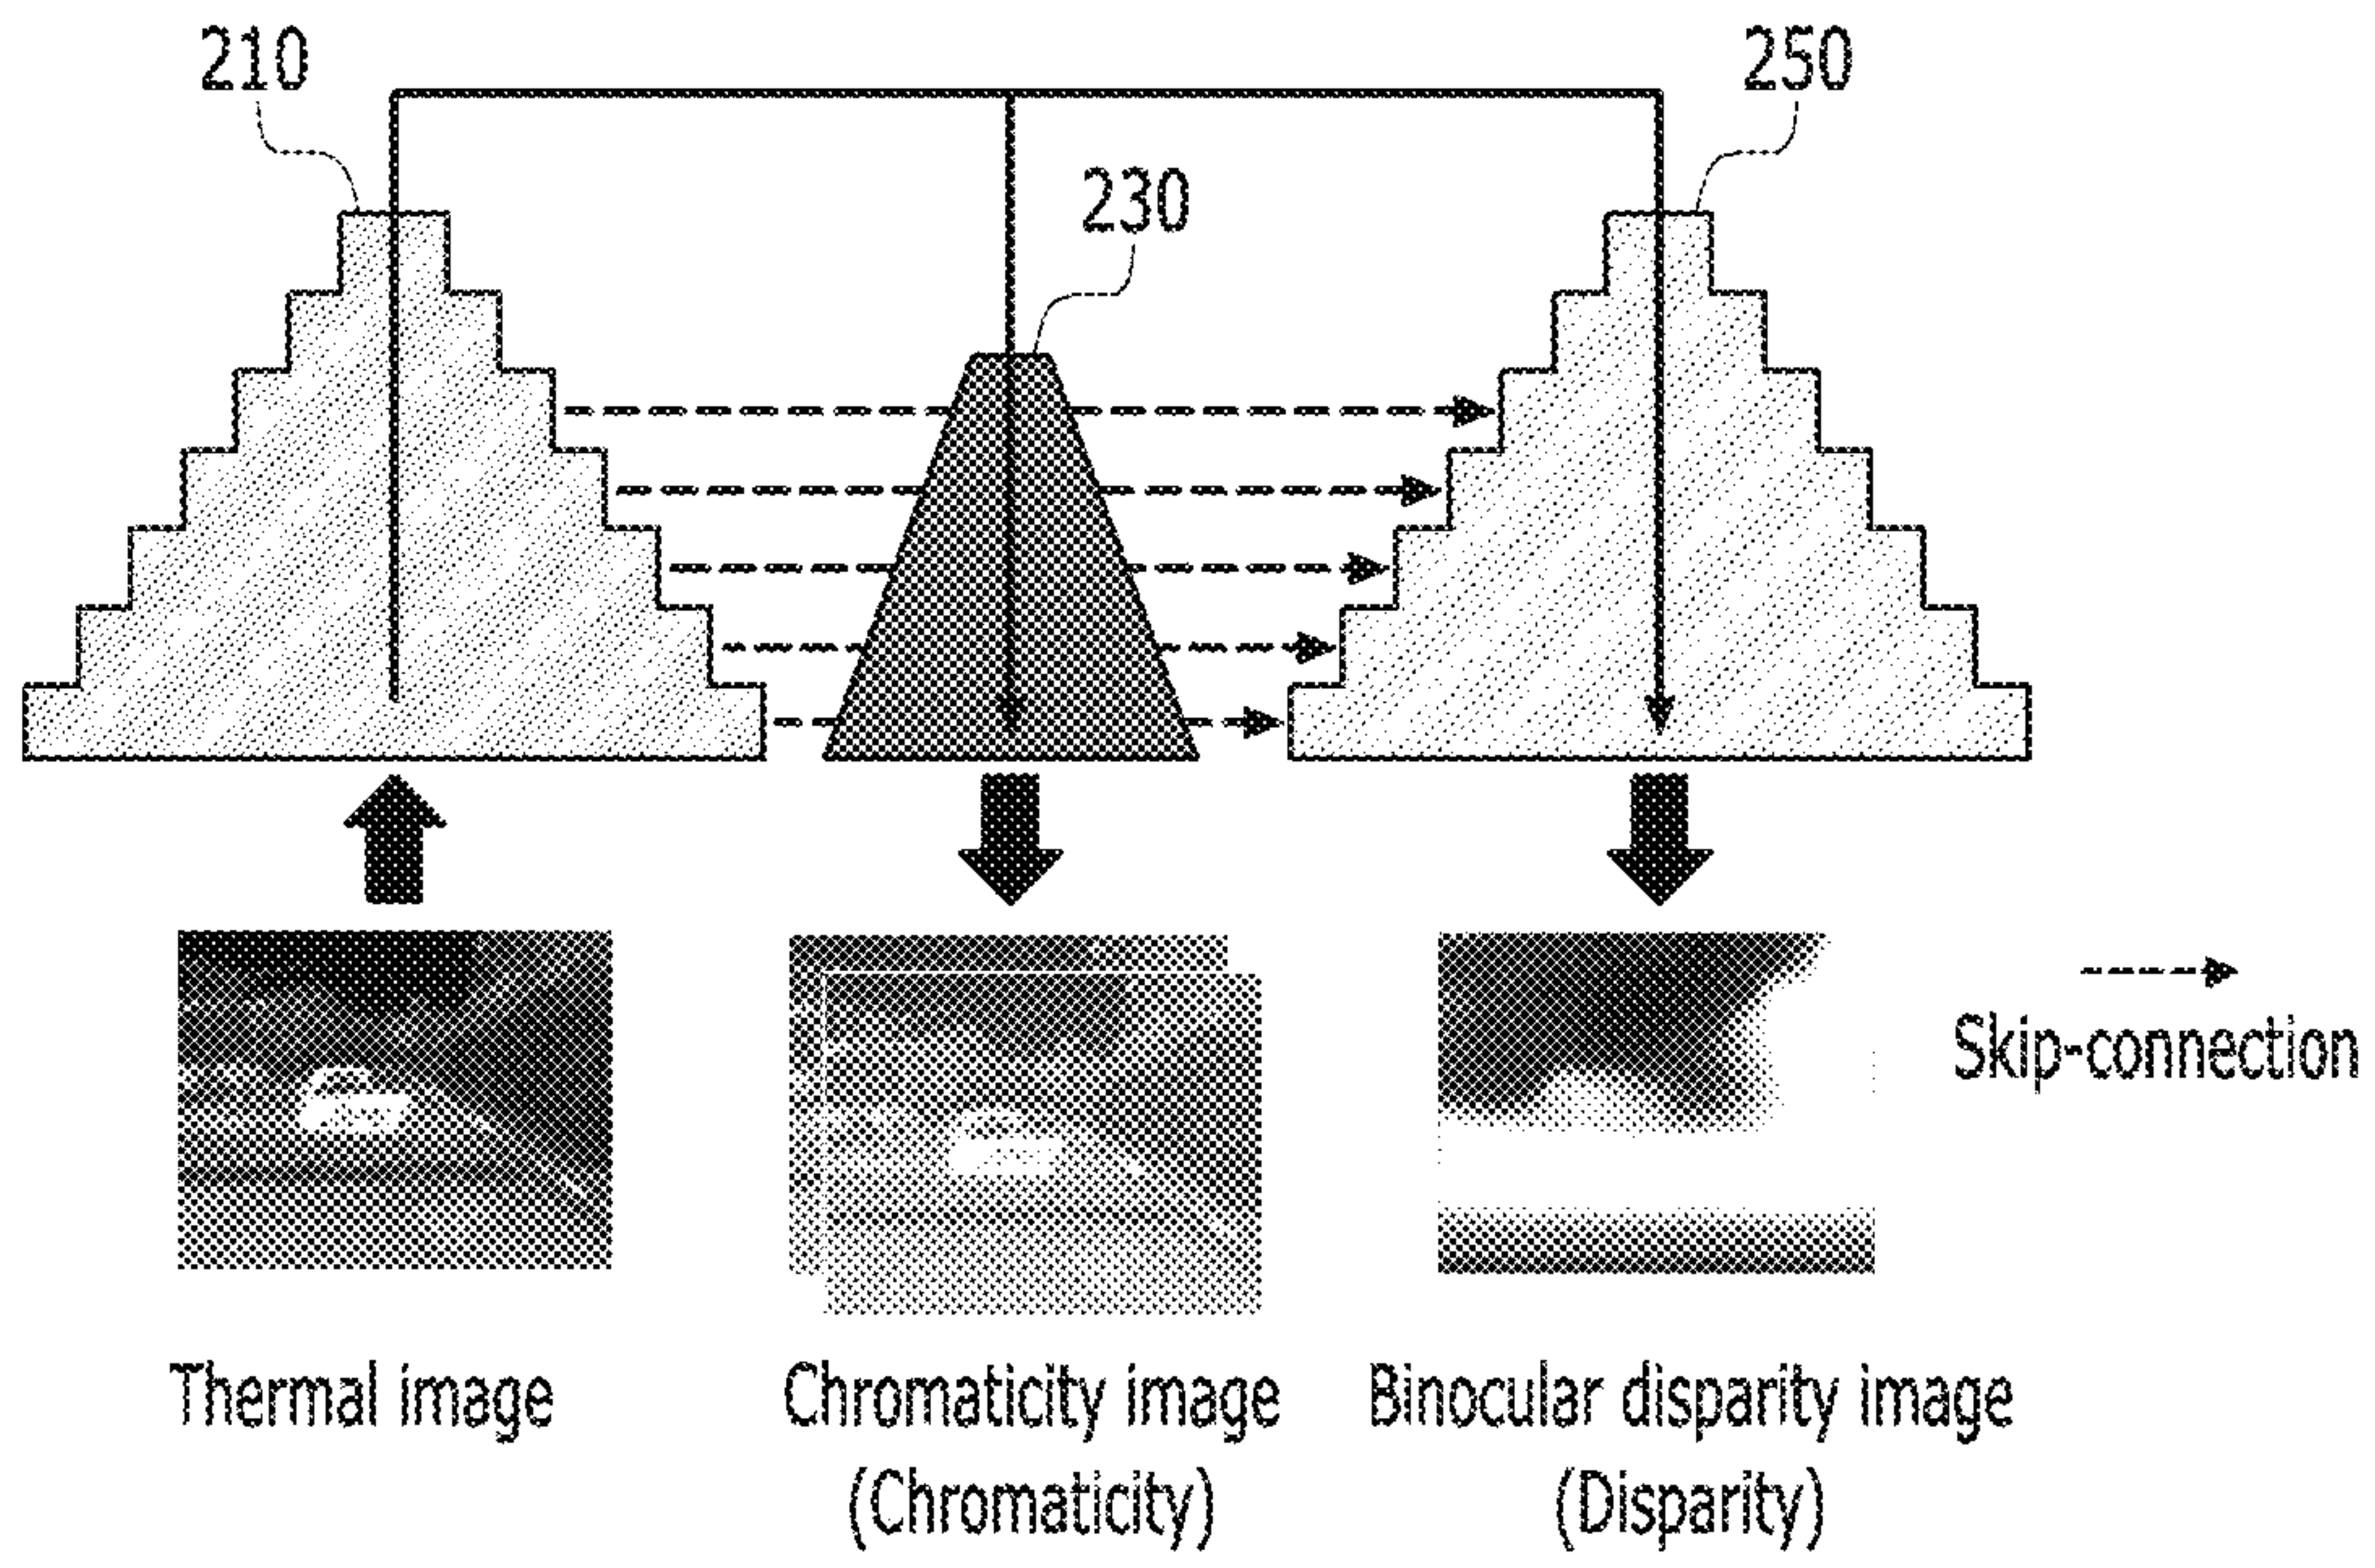 210
250
230
Skip-connection
Thermal image
Chromaticity image
(Chromaticity)
Binocular disparity image
(Disparity)